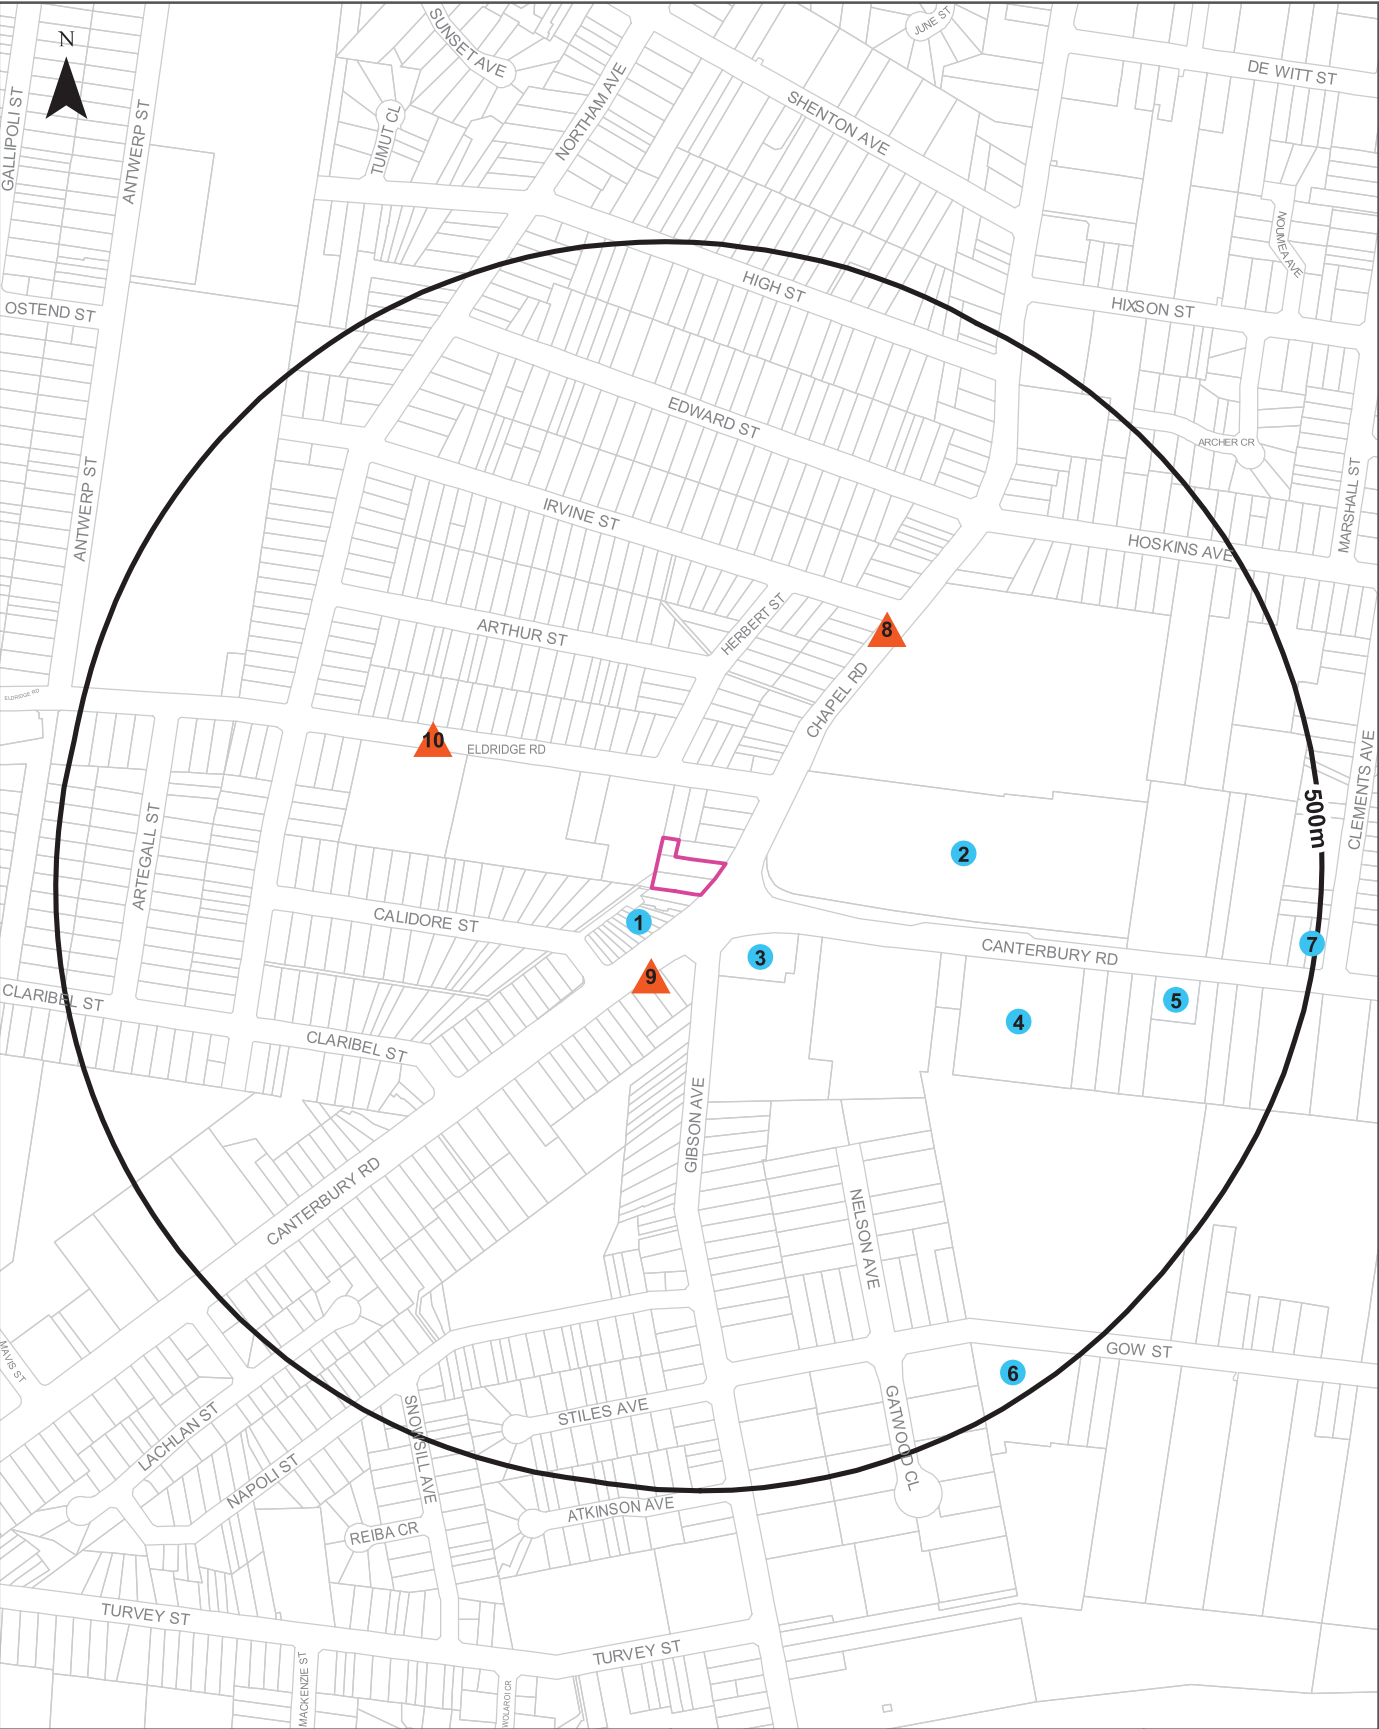 SUNSET AVE
JUNE ST
N
DE WITT ST
NORTHAM AVE
SHENTON AVE
GALLIPOLI ST
ANTWERP ST
TUMUT CL
NOUMEA AVE
HIGH ST
OSTEND ST
HIXSON ST
EDWARD ST
ARCHER CR
MARSHALL ST
ANTWERP ST
IRVINE ST
HOSKINS AVE
HERBERT ST
ARTHUR ST
8
CHAPEL RD
ELDRIDGE RD
10
ELDRIDGE RD
CLEMENTS AVE
500m
ARTEGALL ST
2
CALIDORE ST
1
7
CANTERBURY RD
3
9
CLARIBEL ST
5
4
CLARIBEL ST
GIBSON AVE
CANTERBURY RD
NELSON AVE
MAVIS ST
GOW ST
6
LACHLAN ST
STILES AVE
SNOWSILL AVE
GATWOOD CL
NAPOLI ST
ATKINSON AVE
REIBA CR
TURVEY ST
TURVEY ST
MACKENZIE ST
WOLAROI CR